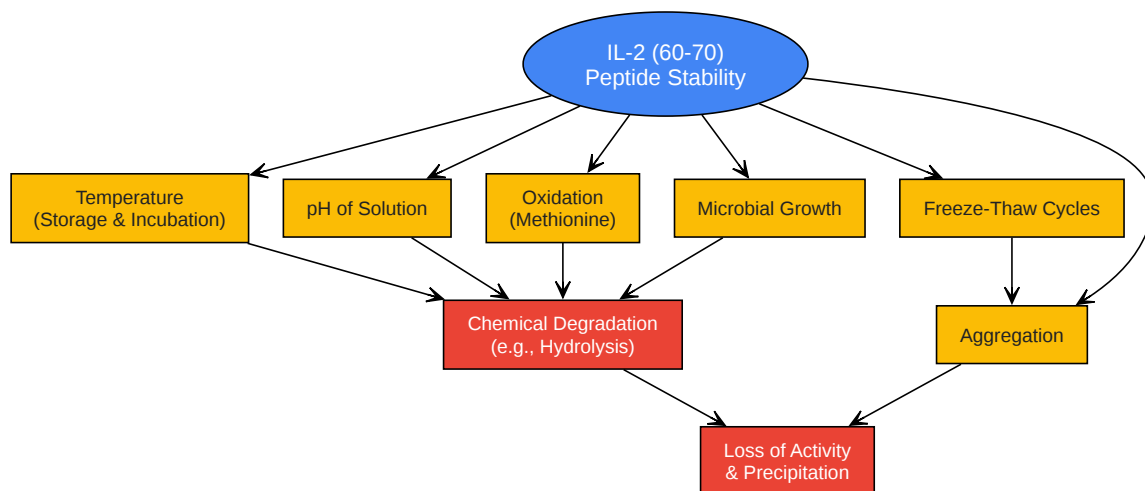 IL-2 (60-70)
Peptide Stability
Temperature
(Storage & Incubation)
pH of Solution
Oxidation
(Methionine)
Microbial Growth
Freeze-Thaw Cycles
Chemical Degradation
(e.g., Hydrolysis)
Aggregation
Loss of Activity
& Precipitation